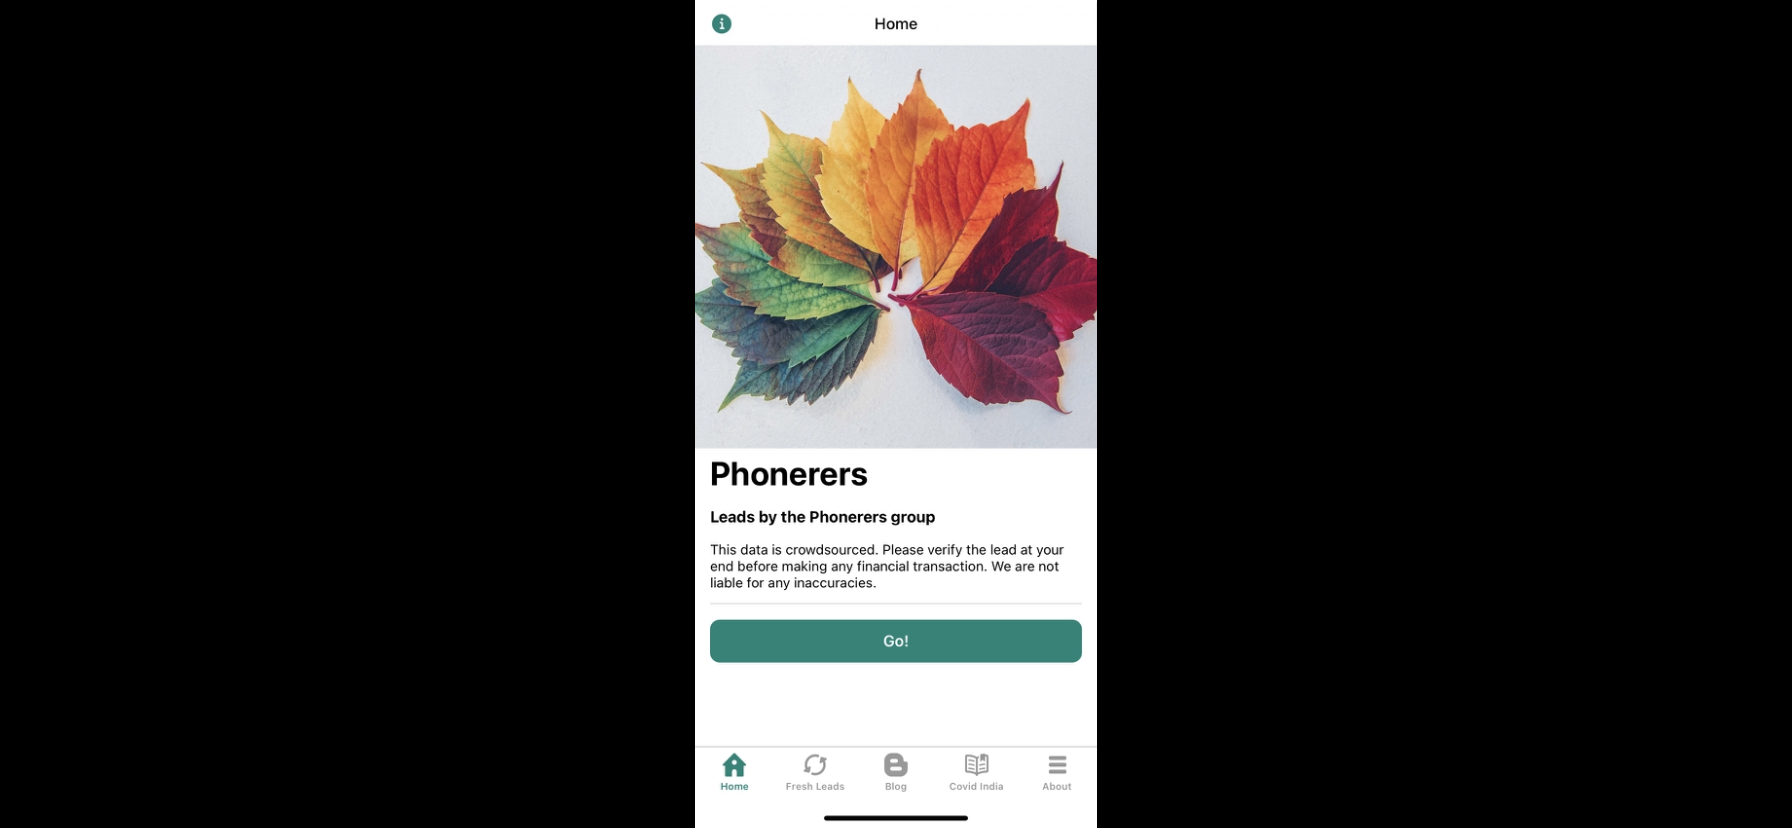 Home
Phonerers
Leads by the Phonerers group
This data is crowdsourced. Please verify the lead at your
end before making any financial transaction. We are not
liable for any inaccuracies.
Go!
Home
Fresh Leads
Blog
Covid India
About